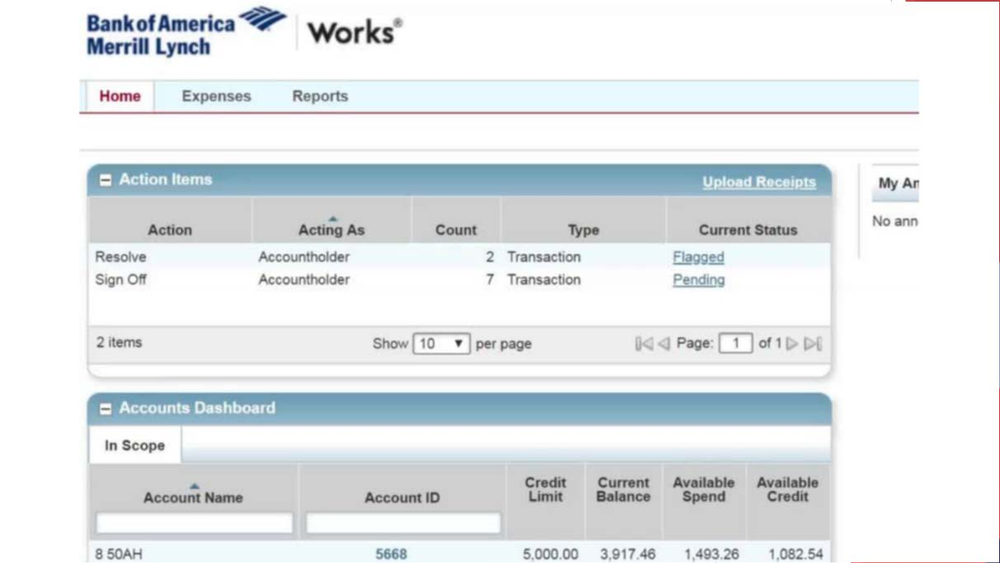 Bank of America
Merrill Lynch
Works®
Home Expenses Reports
Action Items Upload Receipts
Action Acting As Count Type Current Status
Resolve Accountholder 2 Transaction Flagged
Sign Off Accountholder 7 Transaction Pending
2 items Show 10 per page Page: 1 of 1
My An
No ann
Accounts Dashboard
In Scope
Account Name Account ID Credit Limit Current Balance Available Spend Available Credit
8 50AH 5668 5,000.00 3,917.46 1,493.26 1,082.54